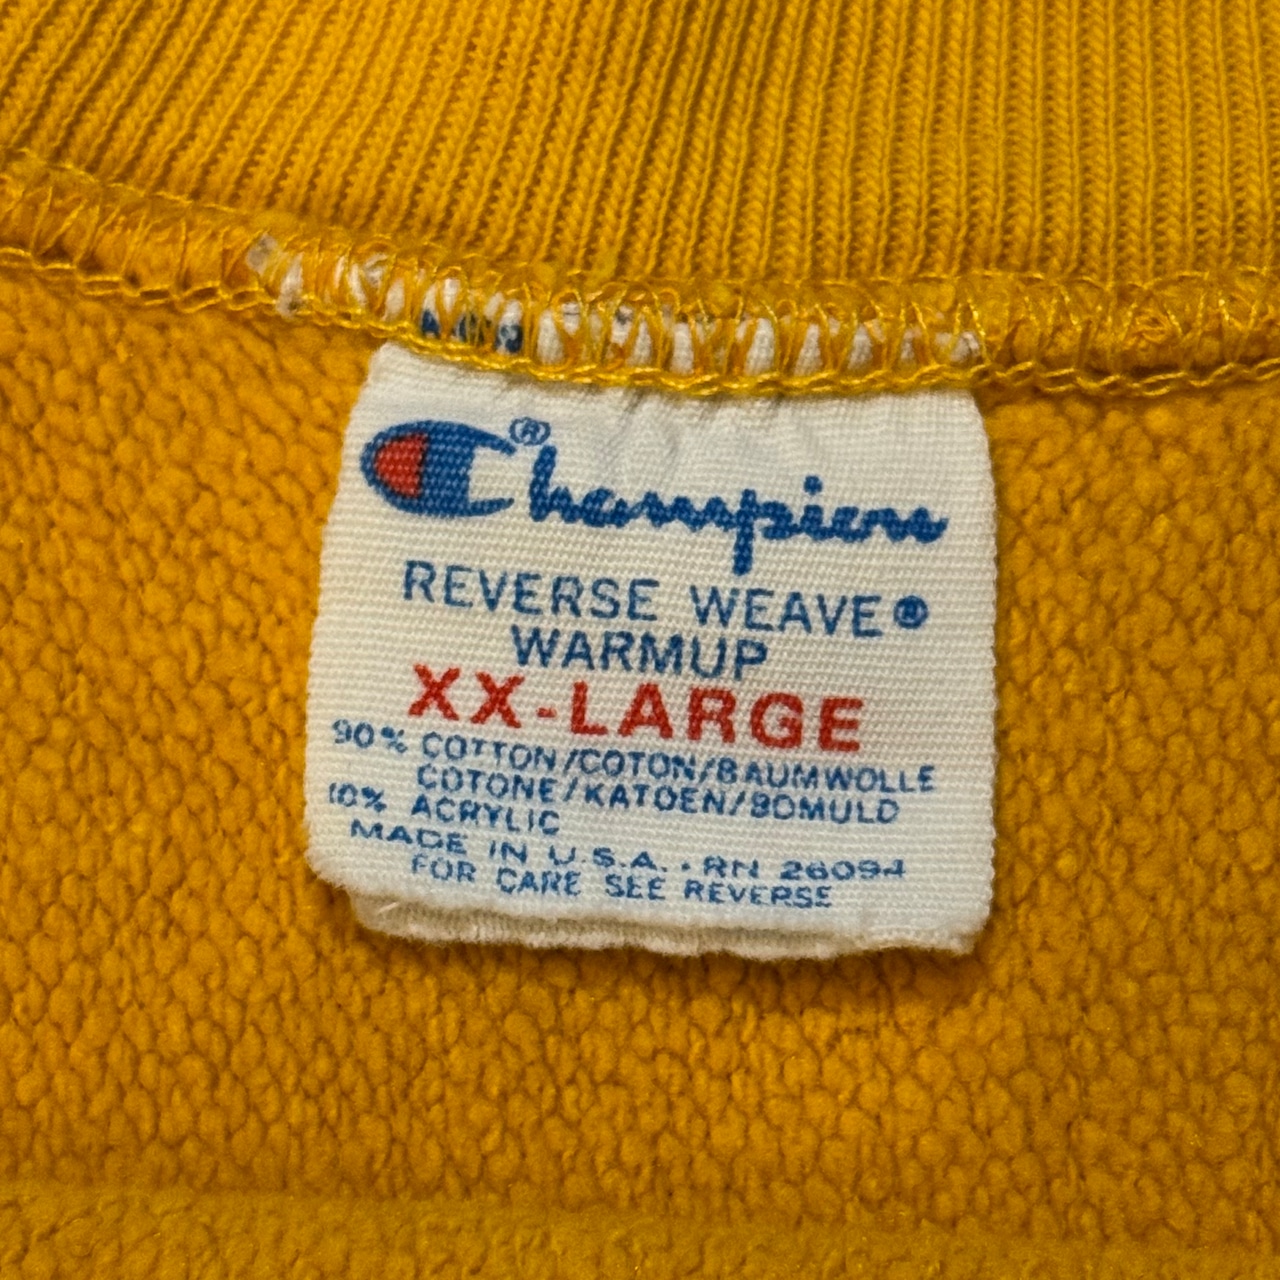 Champion®
REVERSE WEAVE®
WARMUP
XX-LARGE
90% COTTON/COTON/BAUMWOLLE
COTONE/KATOEN/BOMULD
10% ACRYLIC
MADE IN U.S.A. · RN 26094
FOR CARE SEE REVERSE